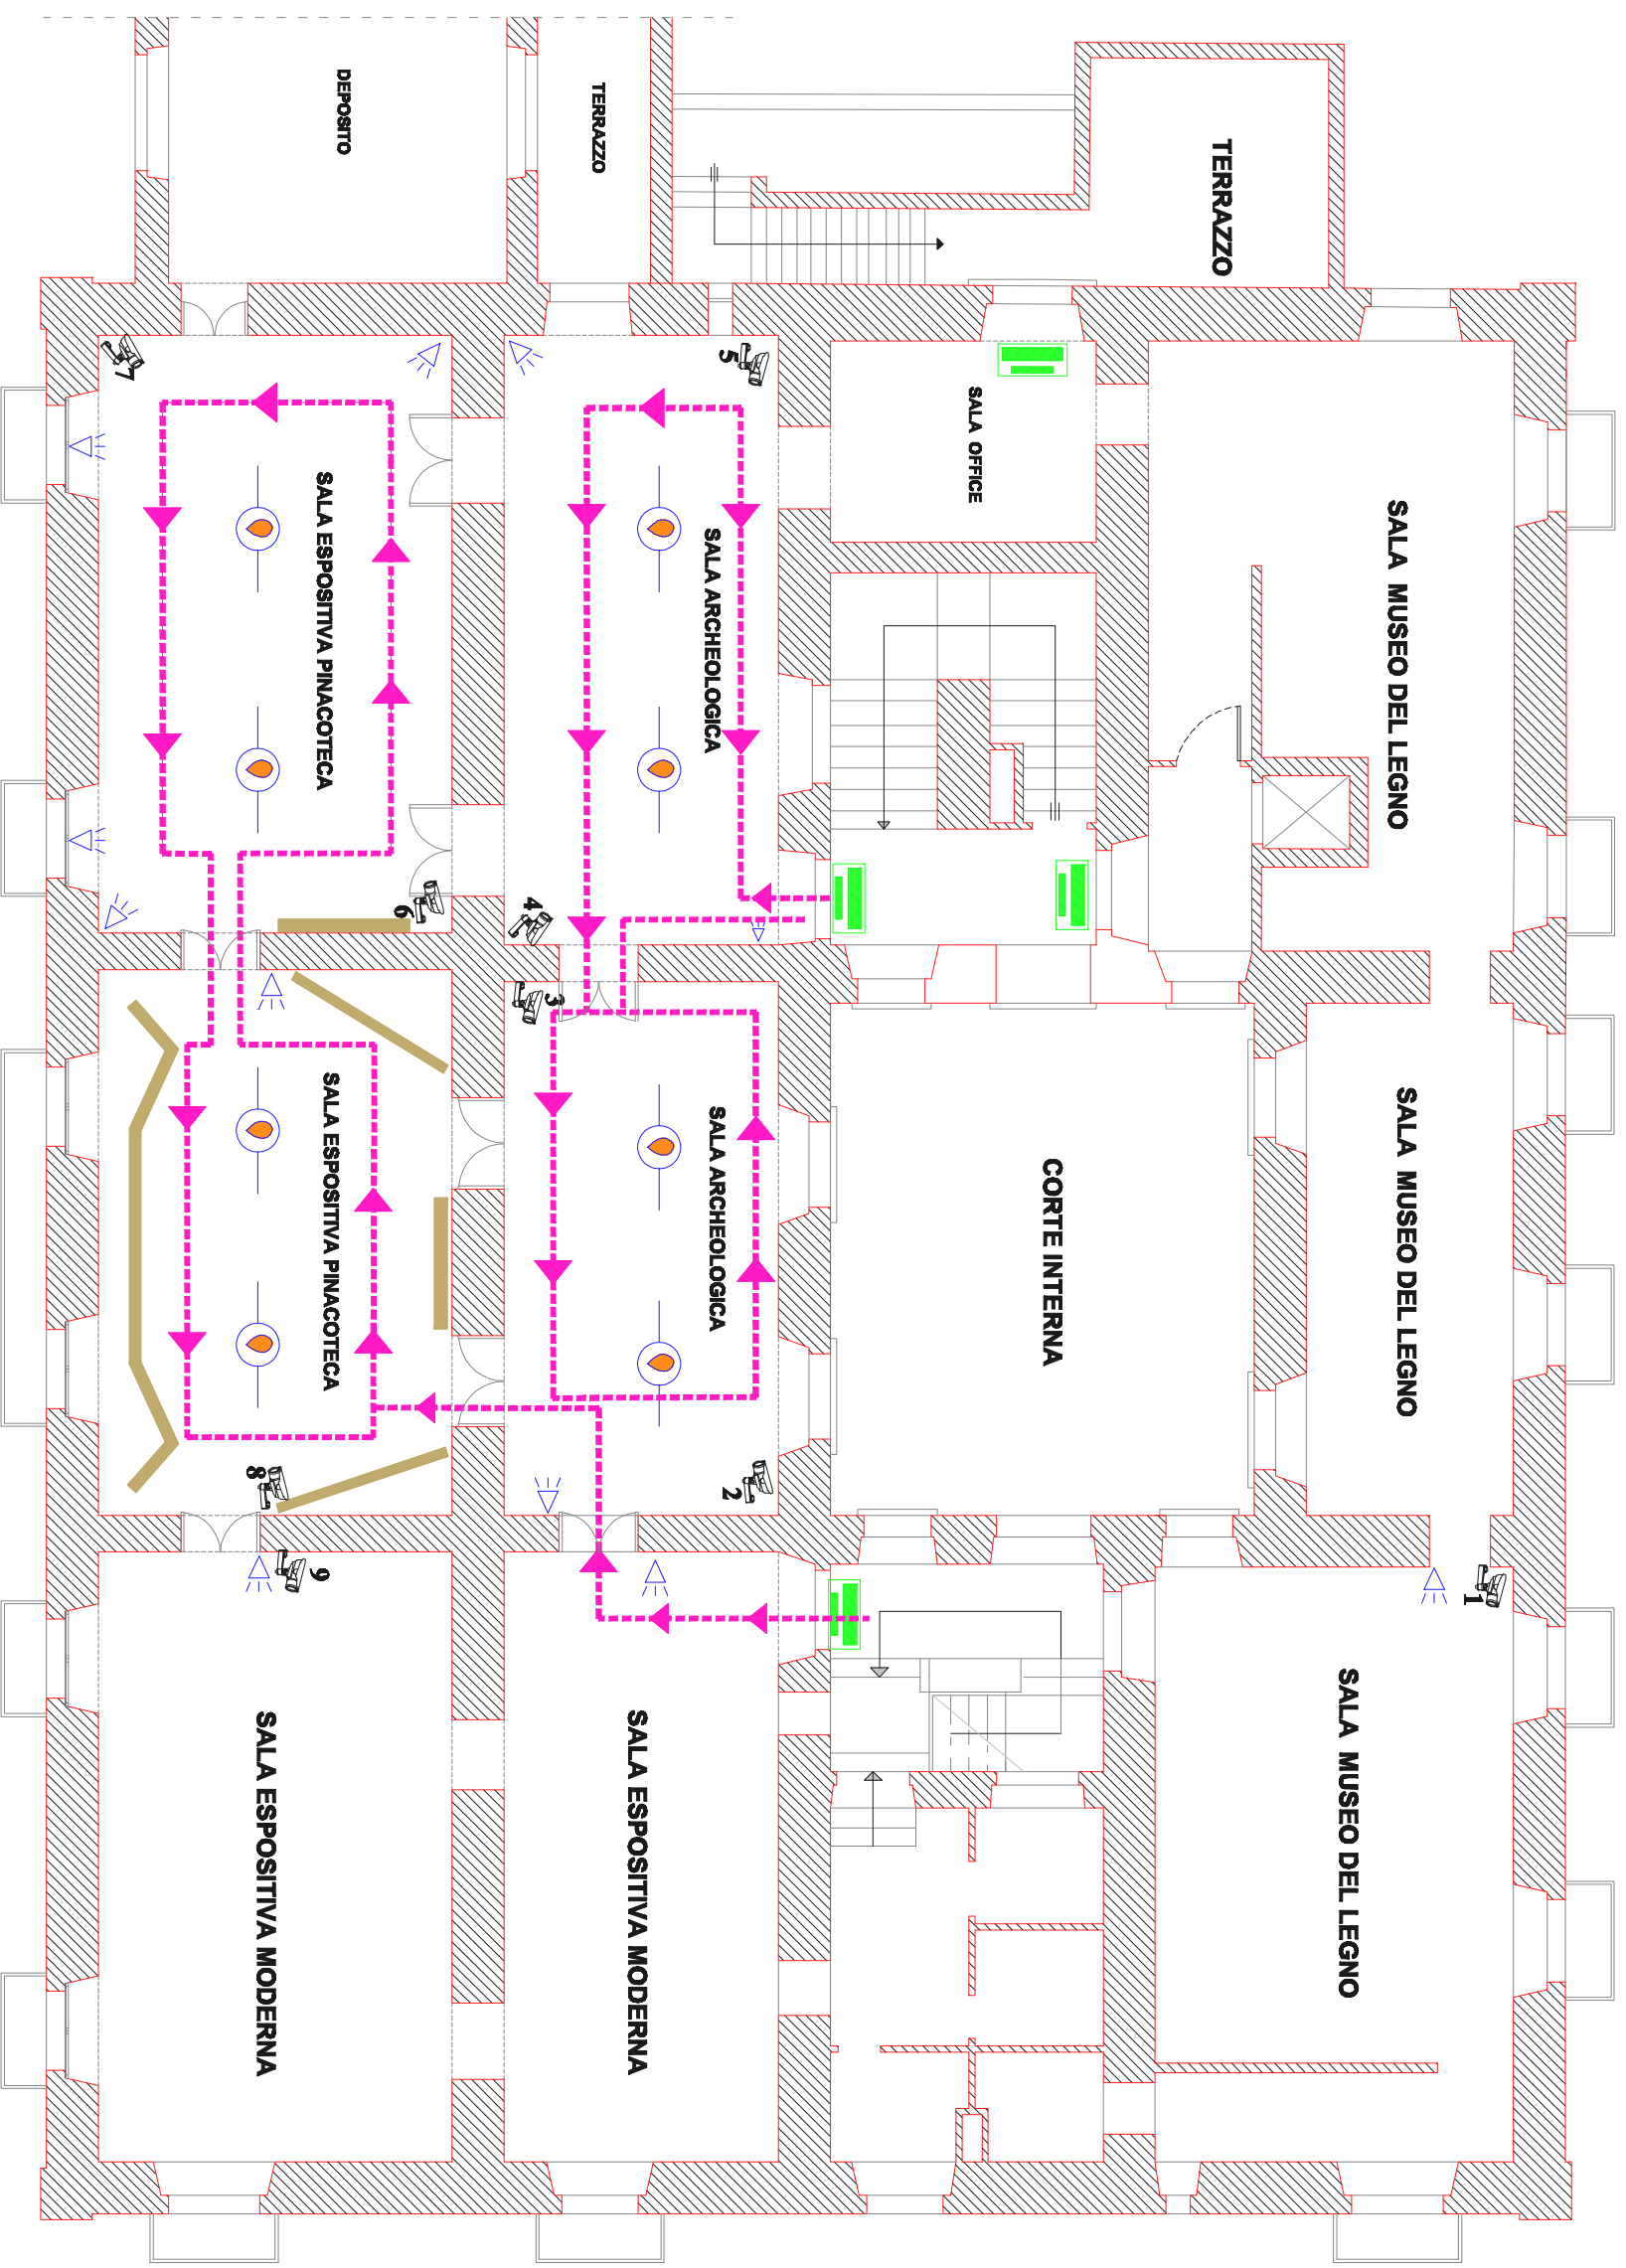 TERRAZZO
TERRAZZO
DEPOSITO
SALA MUSEO DEL LEGNO
SALA OFFICE
SALA ARCHEOLOGICA
SALA ESPOSITIVA PINACOTECA
5
7
4
6
3
SALA MUSEO DEL LEGNO
CORTE INTERNA
SALA ARCHEOLOGICA
SALA ESPOSITIVA PINACOTECA
2
8
1
9
SALA MUSEO DEL LEGNO
SALA ESPOSITIVA MODERNA
SALA ESPOSITIVA MODERNA